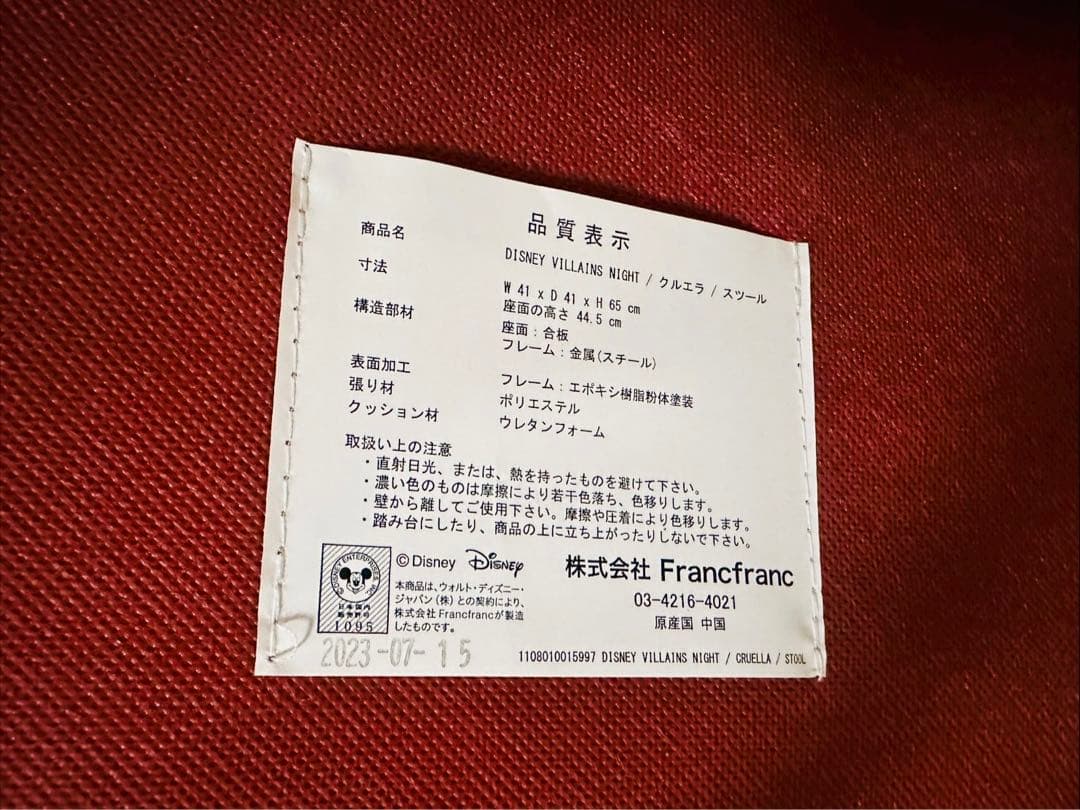 品質表示
商品名 DISNEY VILLAINS NIGHT / クルエラ / スツール
寸法 W 41 x D 41 x H 65 cm
座面の高さ 44.5 cm
構造部材 座面：合板
フレーム：金属(スチール)
表面加工 フレーム：エポキシ樹脂粉体塗装
張り材 ポリエステル
クッション材 ウレタンフォーム
取扱い上の注意
・直射日光、または、熱を持ったものを避けて下さい。
・濃い色のものは摩擦により若干色落ち、色移りします。
・壁から離してご使用下さい。摩擦や圧着により色移りします。
・踏み台にしたり、商品の上に立ち上がったりしないで下さい。
©Disney Disney
本商品は、ウォルト・ディズニー・
ジャパン（株）との契約により、
株式会社 Francfrancが製造
したものです。
1095
株式会社 Francfranc
03-4216-4021
原産国 中国
2023-07-15
1108010015997 DISNEY VILLAINS NIGHT / CRUELLA / STOOL